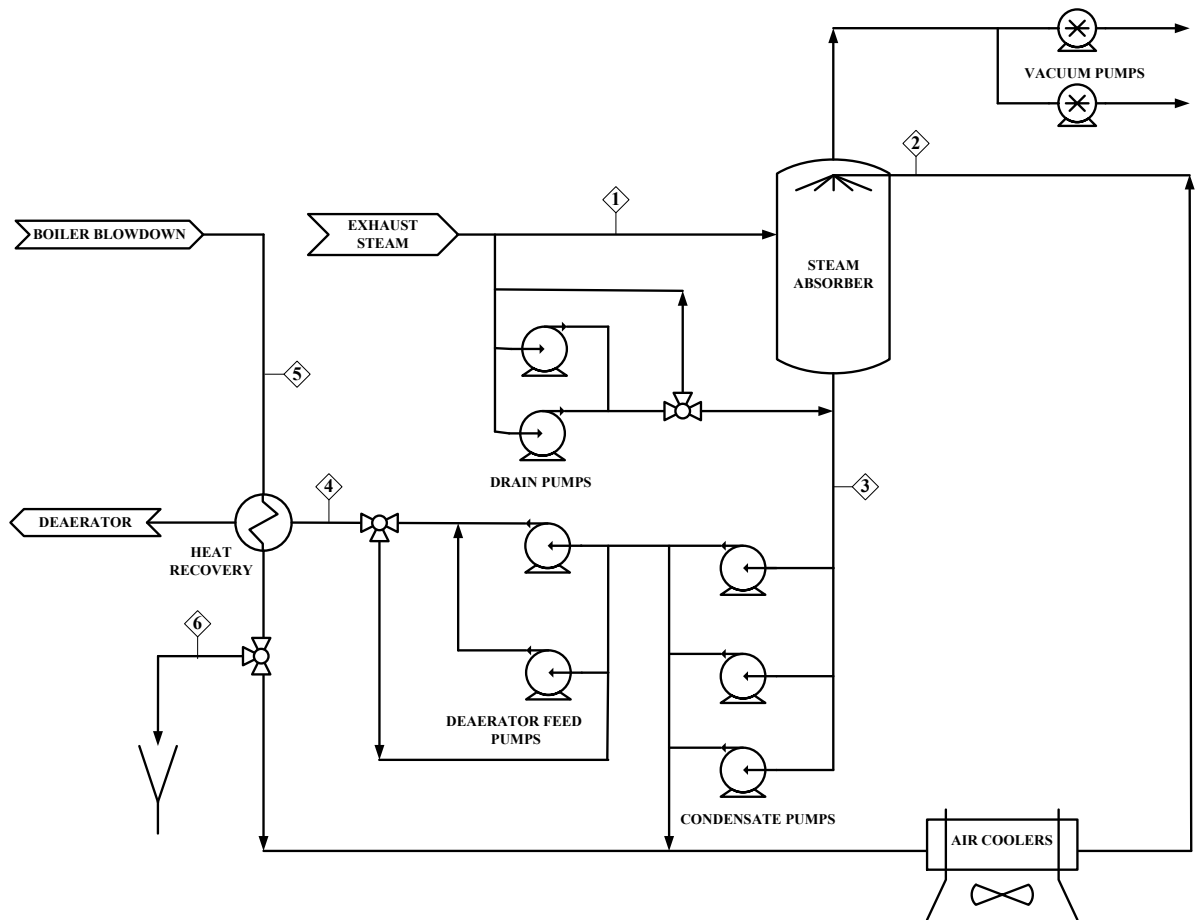 VACUUM PUMPS
2
1
BOILER BLOWDOWN
EXHAUST
STEAM
STEAM
ABSORBER
5
DRAIN PUMPS
4
3
DEAERATOR
HEAT
RECOVERY
6
DEAERATOR FEED
PUMPS
CONDENSATE PUMPS
AIR COOLERS